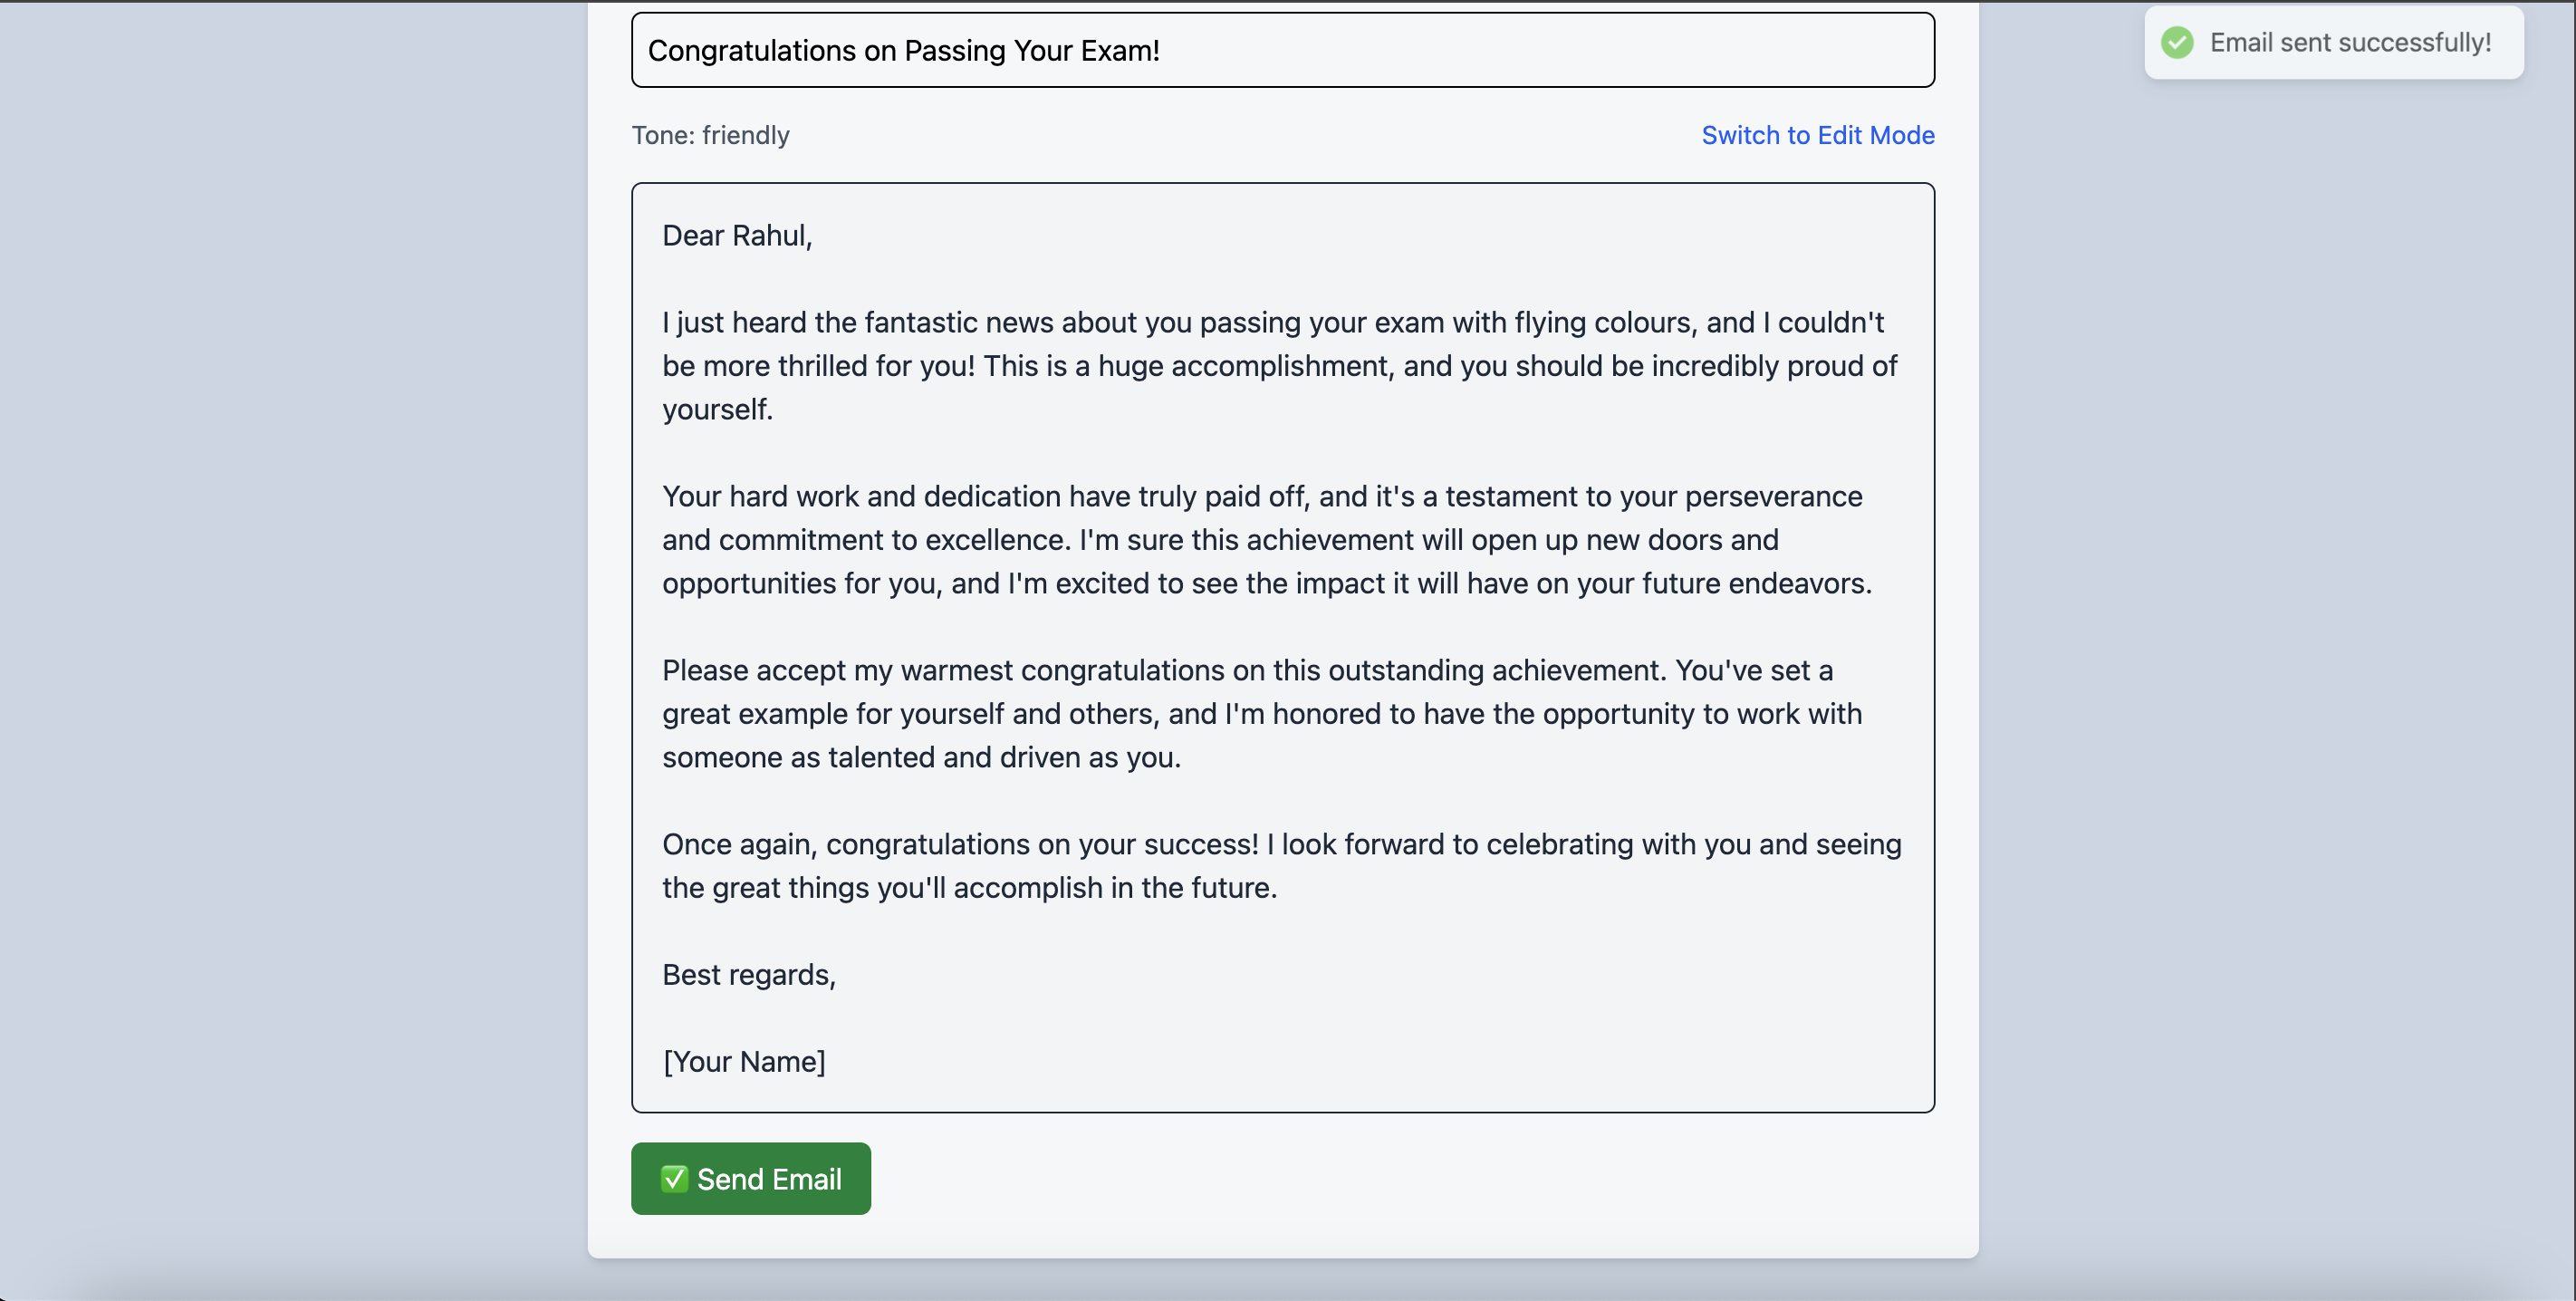 Congratulations on Passing Your Exam!
Email sent successfully!
Tone: friendly
Switch to Edit Mode
Dear Rahul,
I just heard the fantastic news about you passing your exam with flying colours, and I couldn't
be more thrilled for you! This is a huge accomplishment, and you should be incredibly proud of
yourself.
Your hard work and dedication have truly paid off, and it's a testament to your perseverance
and commitment to excellence. I'm sure this achievement will open up new doors and
opportunities for you, and I'm excited to see the impact it will have on your future endeavors.
Please accept my warmest congratulations on this outstanding achievement. You've set a
great example for yourself and others, and I'm honored to have the opportunity to work with
someone as talented and driven as you.
Once again, congratulations on your success! I look forward to celebrating with you and seeing
the great things you'll accomplish in the future.
Best regards,
[Your Name]
✅ Send Email